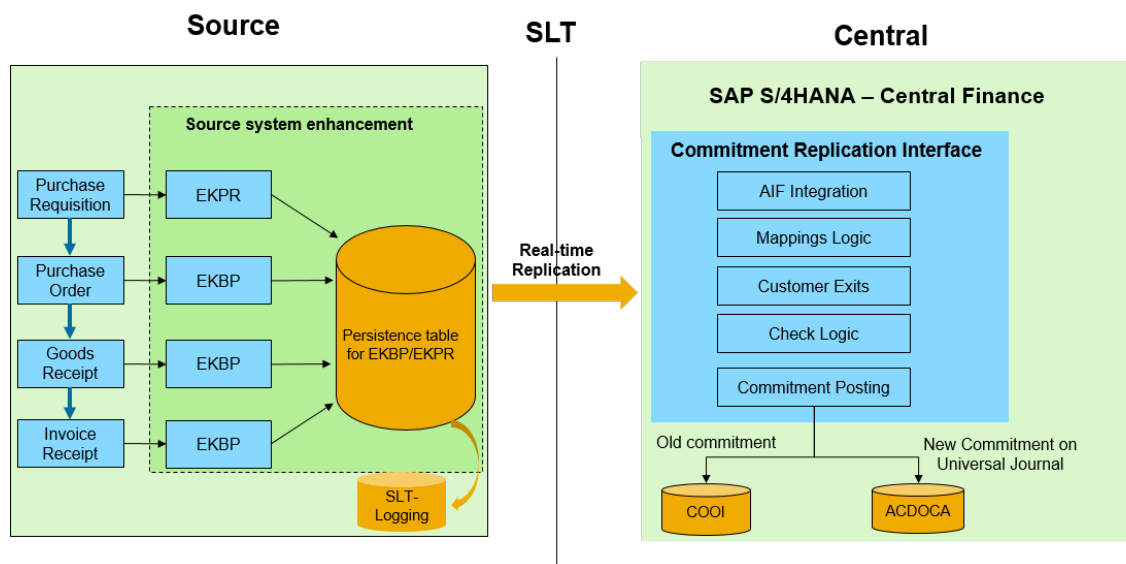 Source
SLT
Central
Source system enhancement
Purchase
Requisition
EKPR
Purchase
Order
EKBP
Goods
Receipt
EKBP
Invoice
Receipt
EKBP
Persistence table
for EKBP/EKPR
SLT-
Logging
Real-time
Replication
SAP S/4HANA – Central Finance
Commitment Replication Interface
AIF Integration
Mappings Logic
Customer Exits
Check Logic
Commitment Posting
Old commitment
New Commitment on
Universal Journal
COOI
ACDOCA